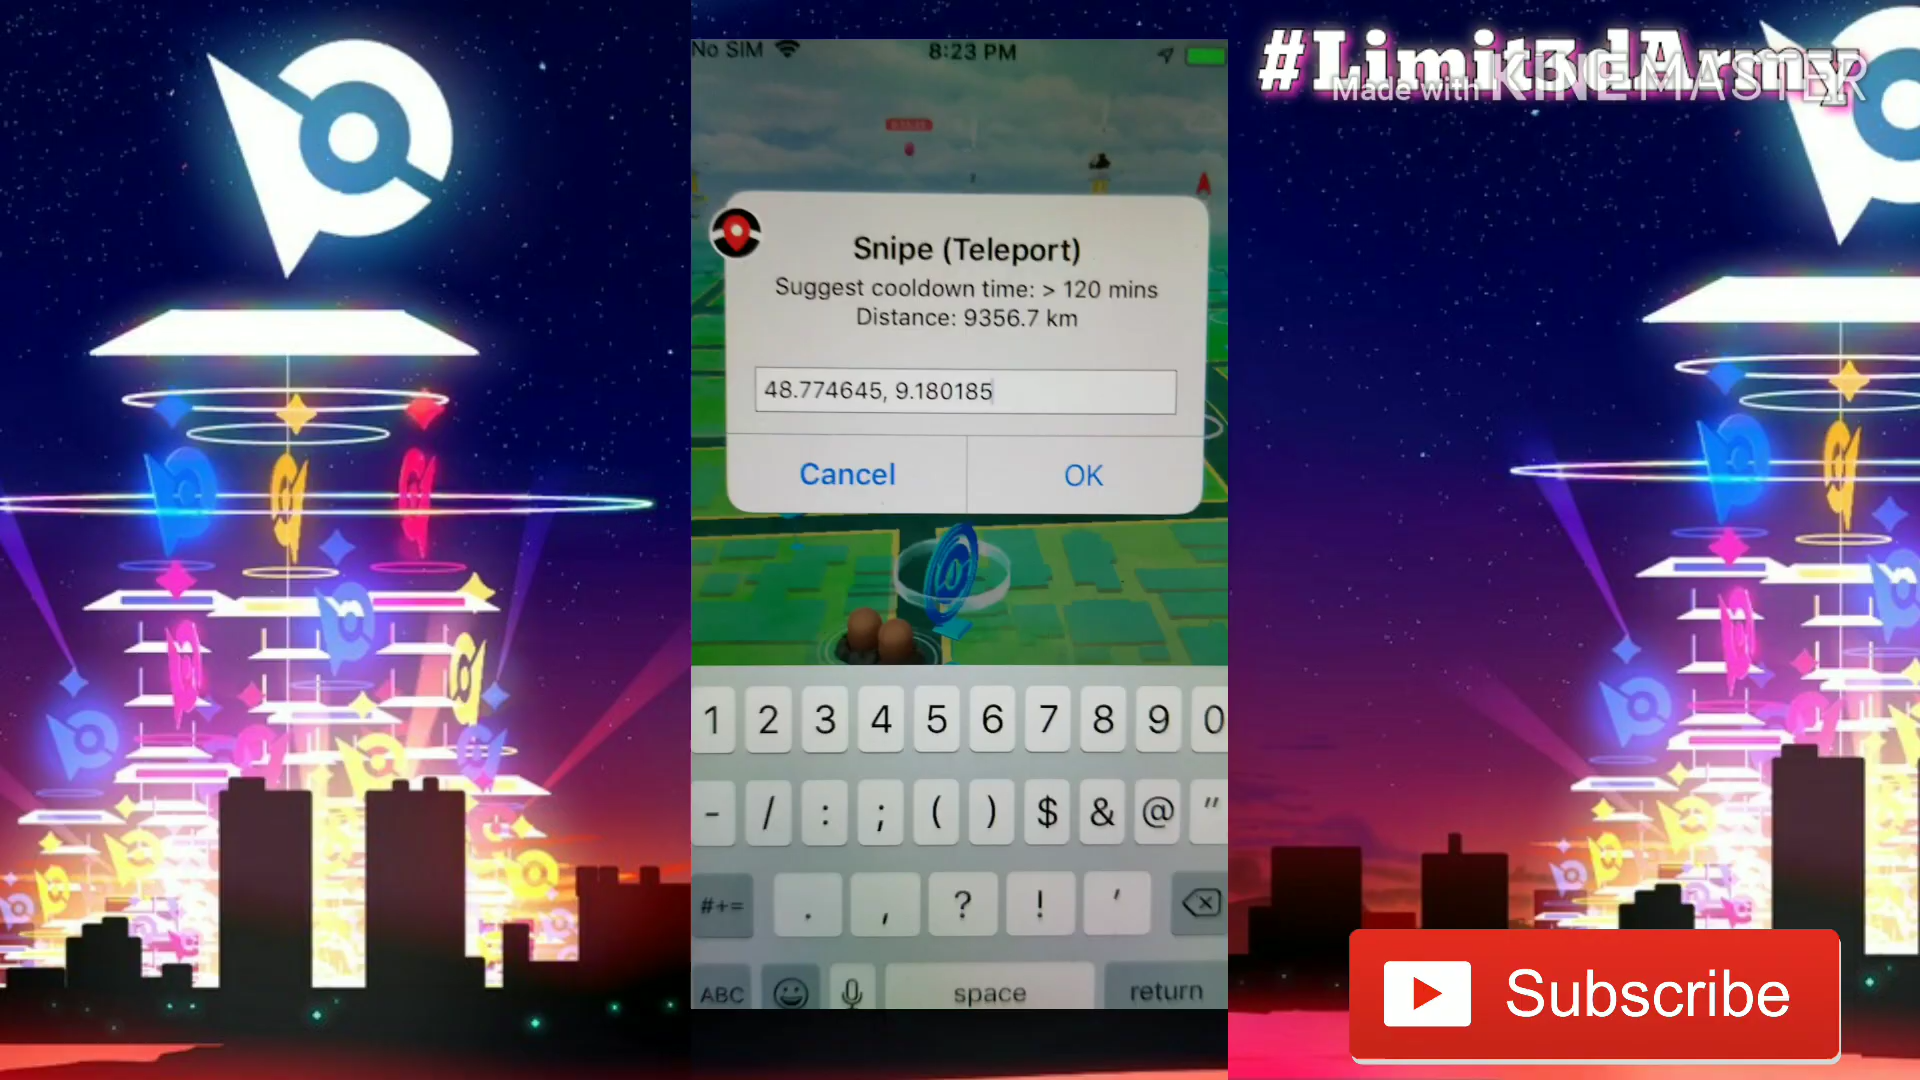 #Limit3dArmy
Made with KINEMASTER
No SIM 8:23 PM
Snipe (Teleport)
Suggest cooldown time: > 120 mins
Distance: 9356.7 km
48.774645, 9.180185
Cancel OK
1 2 3 4 5 6 7 8 9 0
- / : ; ( ) $ & @ "
#+= . , ? ! '
ABC space return
Subscribe